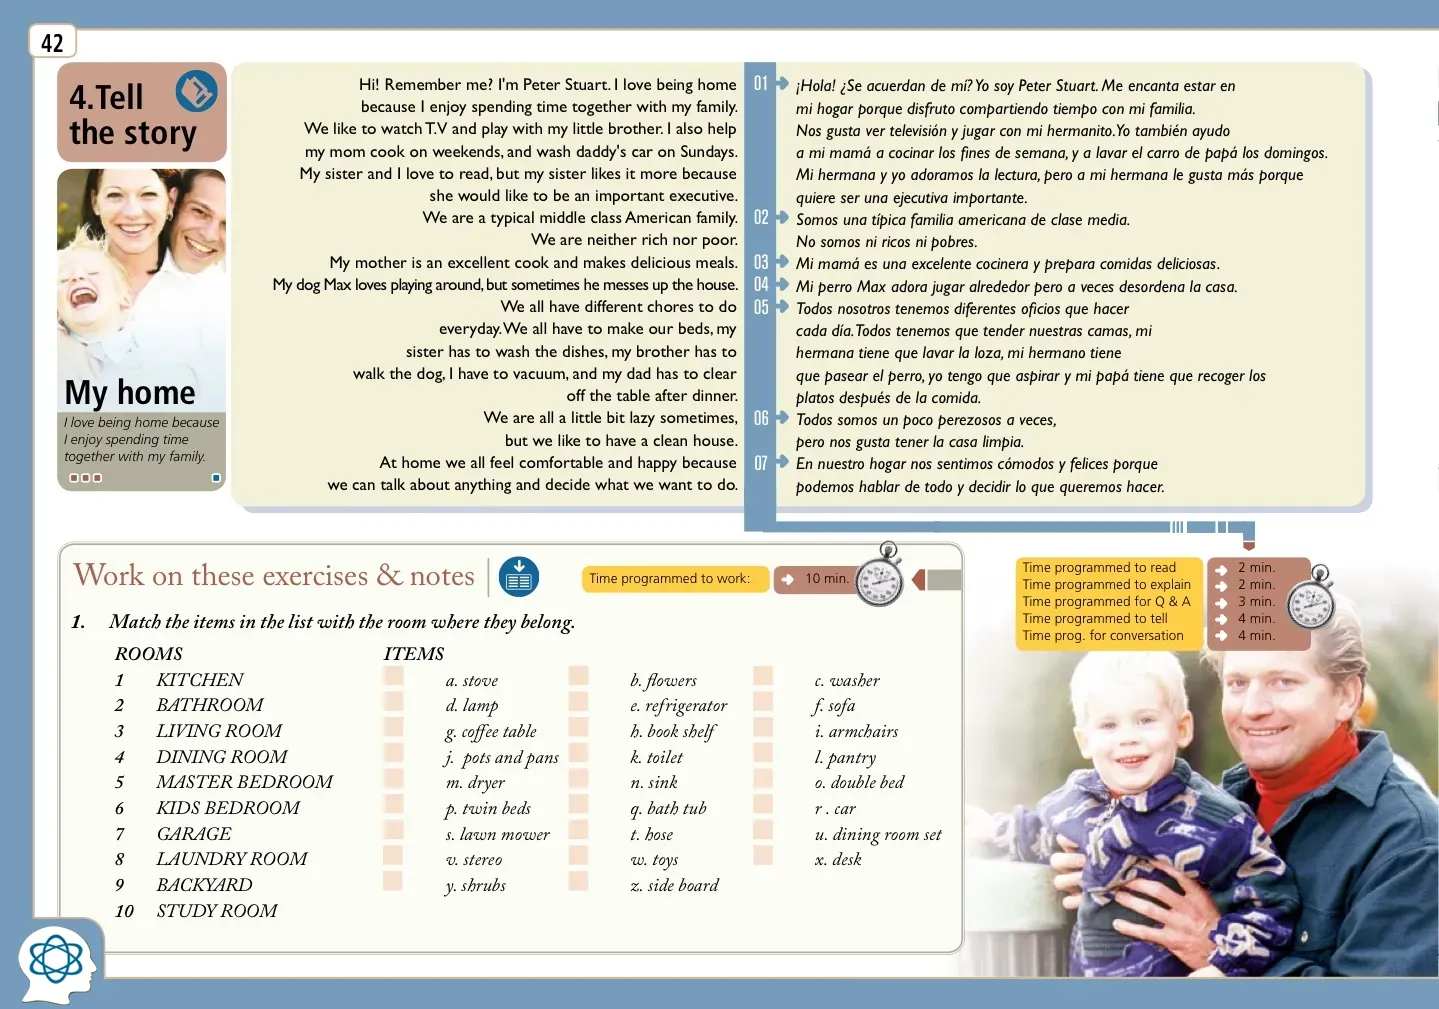 42
4.Tell
the story
My home
I love being home because
I enjoy spending time
together with my family.
Hi! Remember me? I'm Peter Stuart. I love being home
because I enjoy spending time together with my family.
We like to watch T.V and play with my little brother. I also help
my mom cook on weekends, and wash daddy's car on Sundays.
My sister and I love to read, but my sister likes it more because
she would like to be an important executive.
We are a typical middle class American family.
We are neither rich nor poor.
My mother is an excellent cook and makes delicious meals.
My dog Max loves playing around, but sometimes he messes up the house.
We all have different chores to do
everyday. We all have to make our beds, my
sister has to wash the dishes, my brother has to
walk the dog, I have to vacuum, and my dad has to clear
off the table after dinner.
We are all a little bit lazy sometimes,
but we like to have a clean house.
At home we all feel comfortable and happy because
we can talk about anything and decide what we want to do.
01
02
03
04
05
06
07
¡Hola! ¿Se acuerdan de mí? Yo soy Peter Stuart. Me encanta estar en
mi hogar porque disfruto compartiendo tiempo con mi familia.
Nos gusta ver televisión y jugar con mi hermanito. Yo también ayudo
a mi mamá a cocinar los fines de semana, y a lavar el carro de papá los domingos.
Mi hermana y yo adoramos la lectura, pero a mi hermana le gusta más porque
quiere ser una ejecutiva importante.
Somos una típica familia americana de clase media.
No somos ni ricos ni pobres.
Mi mamá es una excelente cocinera y prepara comidas deliciosas.
Mi perro Max adora jugar alrededor pero a veces desordena la casa.
Todos nosotros tenemos diferentes oficios que hacer
cada día. Todos tenemos que tender nuestras camas, mi
hermana tiene que lavar la loza, mi hermano tiene
que pasear el perro, yo tengo que aspirar y mi papá tiene que recoger los
platos después de la comida.
Todos somos un poco perezosos a veces,
pero nos gusta tener la casa limpia.
En nuestro hogar nos sentimos cómodos y felices porque
podemos hablar de todo y decidir lo que queremos hacer.
Work on these exercises & notes
Time programmed to work: 10 min.
1. Match the items in the list with the room where they belong.
ROOMS ITEMS
1 KITCHEN a. stove b. flowers c. washer
2 BATHROOM d. lamp e. refrigerator f. sofa
3 LIVING ROOM g. coffee table h. book shelf i. armchairs
4 DINING ROOM j. pots and pans k. toilet l. pantry
5 MASTER BEDROOM m. dryer n. sink o. double bed
6 KIDS BEDROOM p. twin beds q. bath tub r . car
7 GARAGE s. lawn mower t. hose u. dining room set
8 LAUNDRY ROOM v. stereo w. toys x. desk
9 BACKYARD y. shrubs z. side board
10 STUDY ROOM
Time programmed to read 2 min.
Time programmed to explain 2 min.
Time programmed for Q & A 3 min.
Time programmed to tell 4 min.
Time prog. for conversation 4 min.